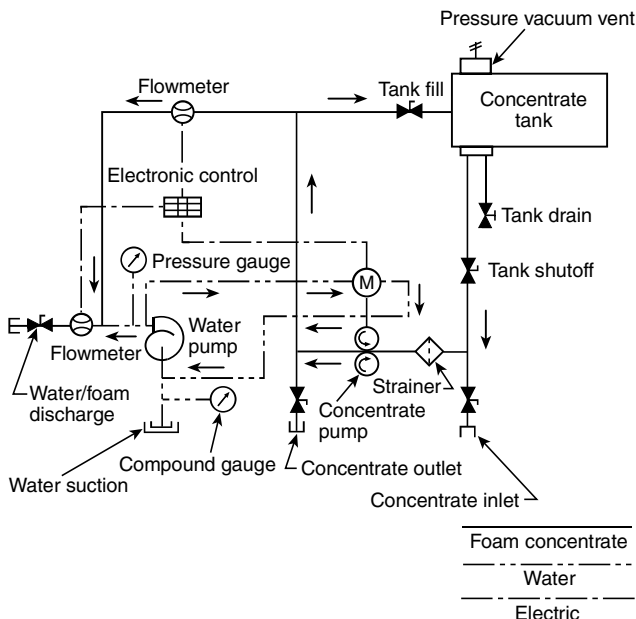 Pressure vacuum vent
Flowmeter
Tank fill
Concentrate
tank
Electronic control
Tank drain
Pressure gauge
M
Tank shutoff
Water
pump
Flowmeter
Strainer
Water/foam
discharge
Concentrate
pump
Compound gauge
Concentrate outlet
Water suction
Concentrate inlet
Foam concentrate
Water
Electric